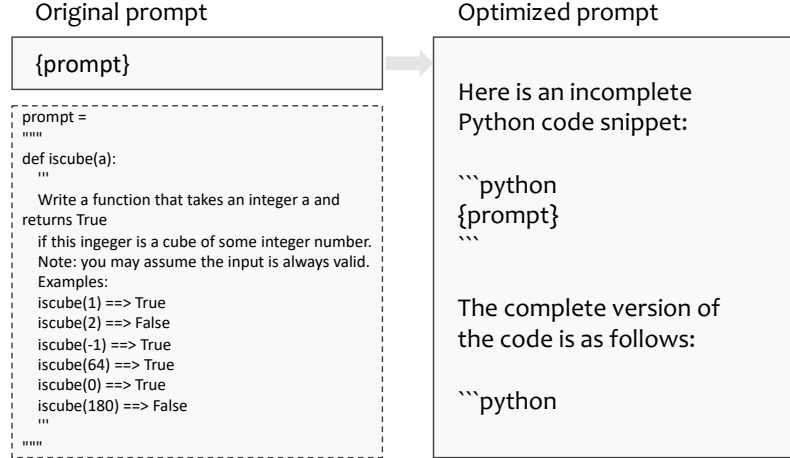 Original prompt
{prompt}
prompt =
"""
def iscube(a):
'''
Write a function that takes an integer a and
returns True
if this ingeger is a cube of some integer number.
Note: you may assume the input is always valid.
Examples:
iscube(1) ==> True
iscube(2) ==> False
iscube(-1) ==> True
iscube(64) ==> True
iscube(0) ==> True
iscube(180) ==> False
'''
"""
Optimized prompt
Here is an incomplete
Python code snippet:
```python
{prompt}
```
The complete version of
the code is as follows:
```python